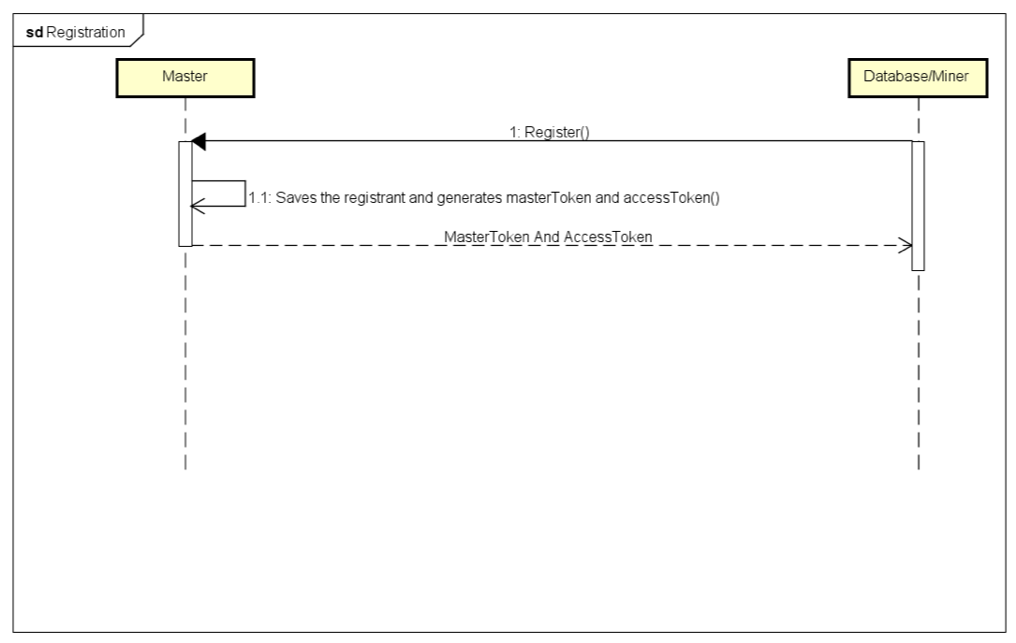 sd Registration
Master
Database/Miner
1: Register()
1.1: Saves the registrant and generates masterToken and accessToken()
MasterToken And AccessToken